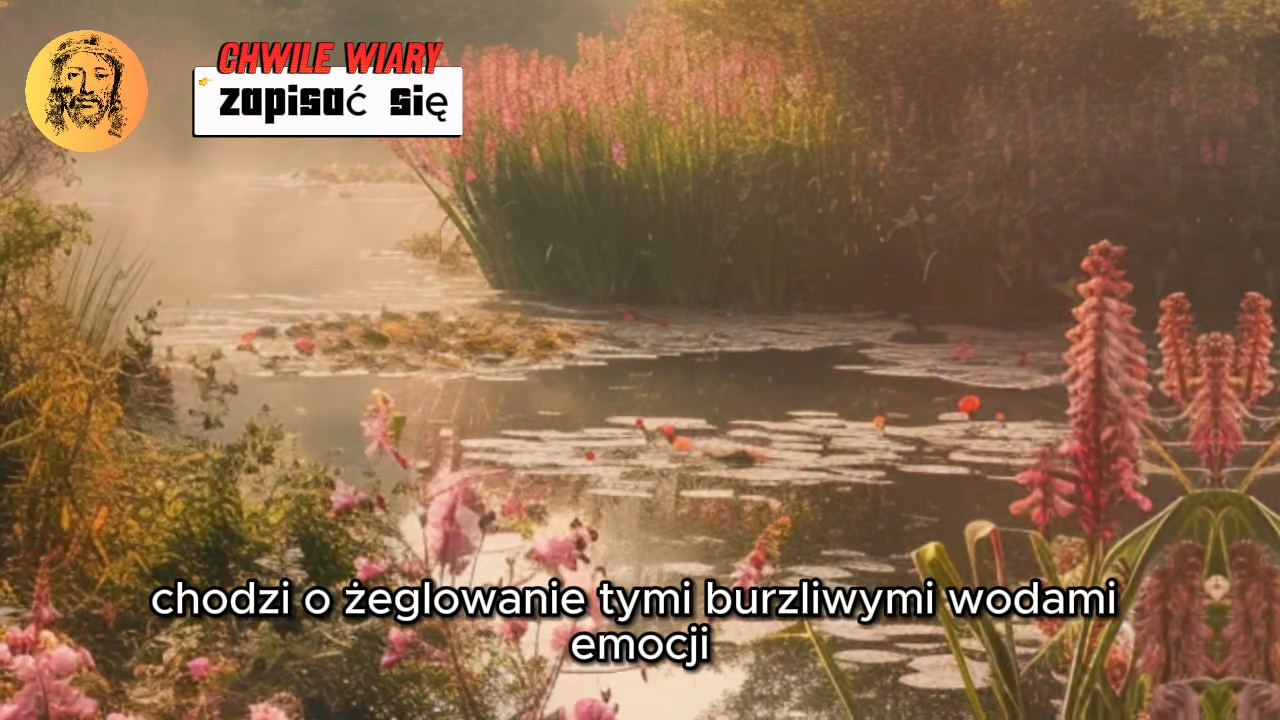 CHWILE WIARY
zapisać się
chodzi o żeglowanie tymi burzliwymi wodami
emocji